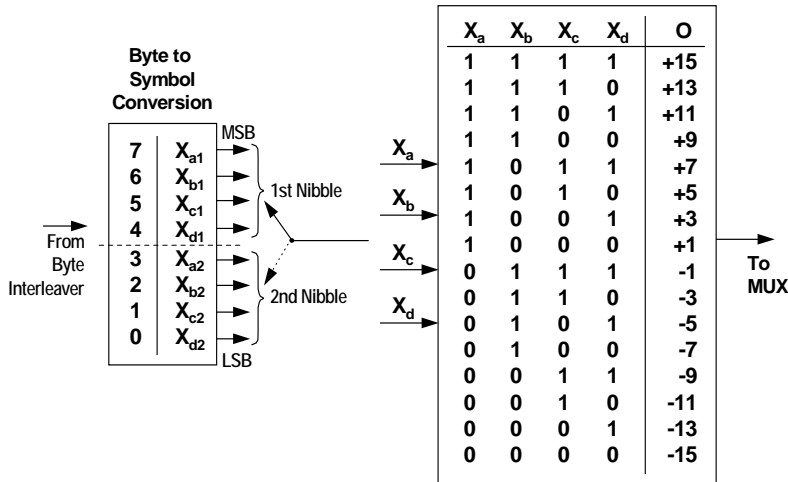 Byte to
Symbol
Conversion
MSB
7 Xa1
6 Xb1
5 Xc1
4 Xd1
3 Xa2
2 Xb2
1 Xc2
0 Xd2
LSB
1st Nibble
2nd Nibble
From
Byte
Interleaver
Xa
Xb
Xc
Xd
Xa Xb Xc Xd O
1 1 1 1 +15
1 1 1 0 +13
1 1 0 1 +11
1 1 0 0 +9
1 0 1 1 +7
1 0 1 0 +5
1 0 0 1 +3
1 0 0 0 +1
0 1 1 1 -1
0 1 1 0 -3
0 1 0 1 -5
0 1 0 0 -7
0 0 1 1 -9
0 0 1 0 -11
0 0 0 1 -13
0 0 0 0 -15
To
MUX